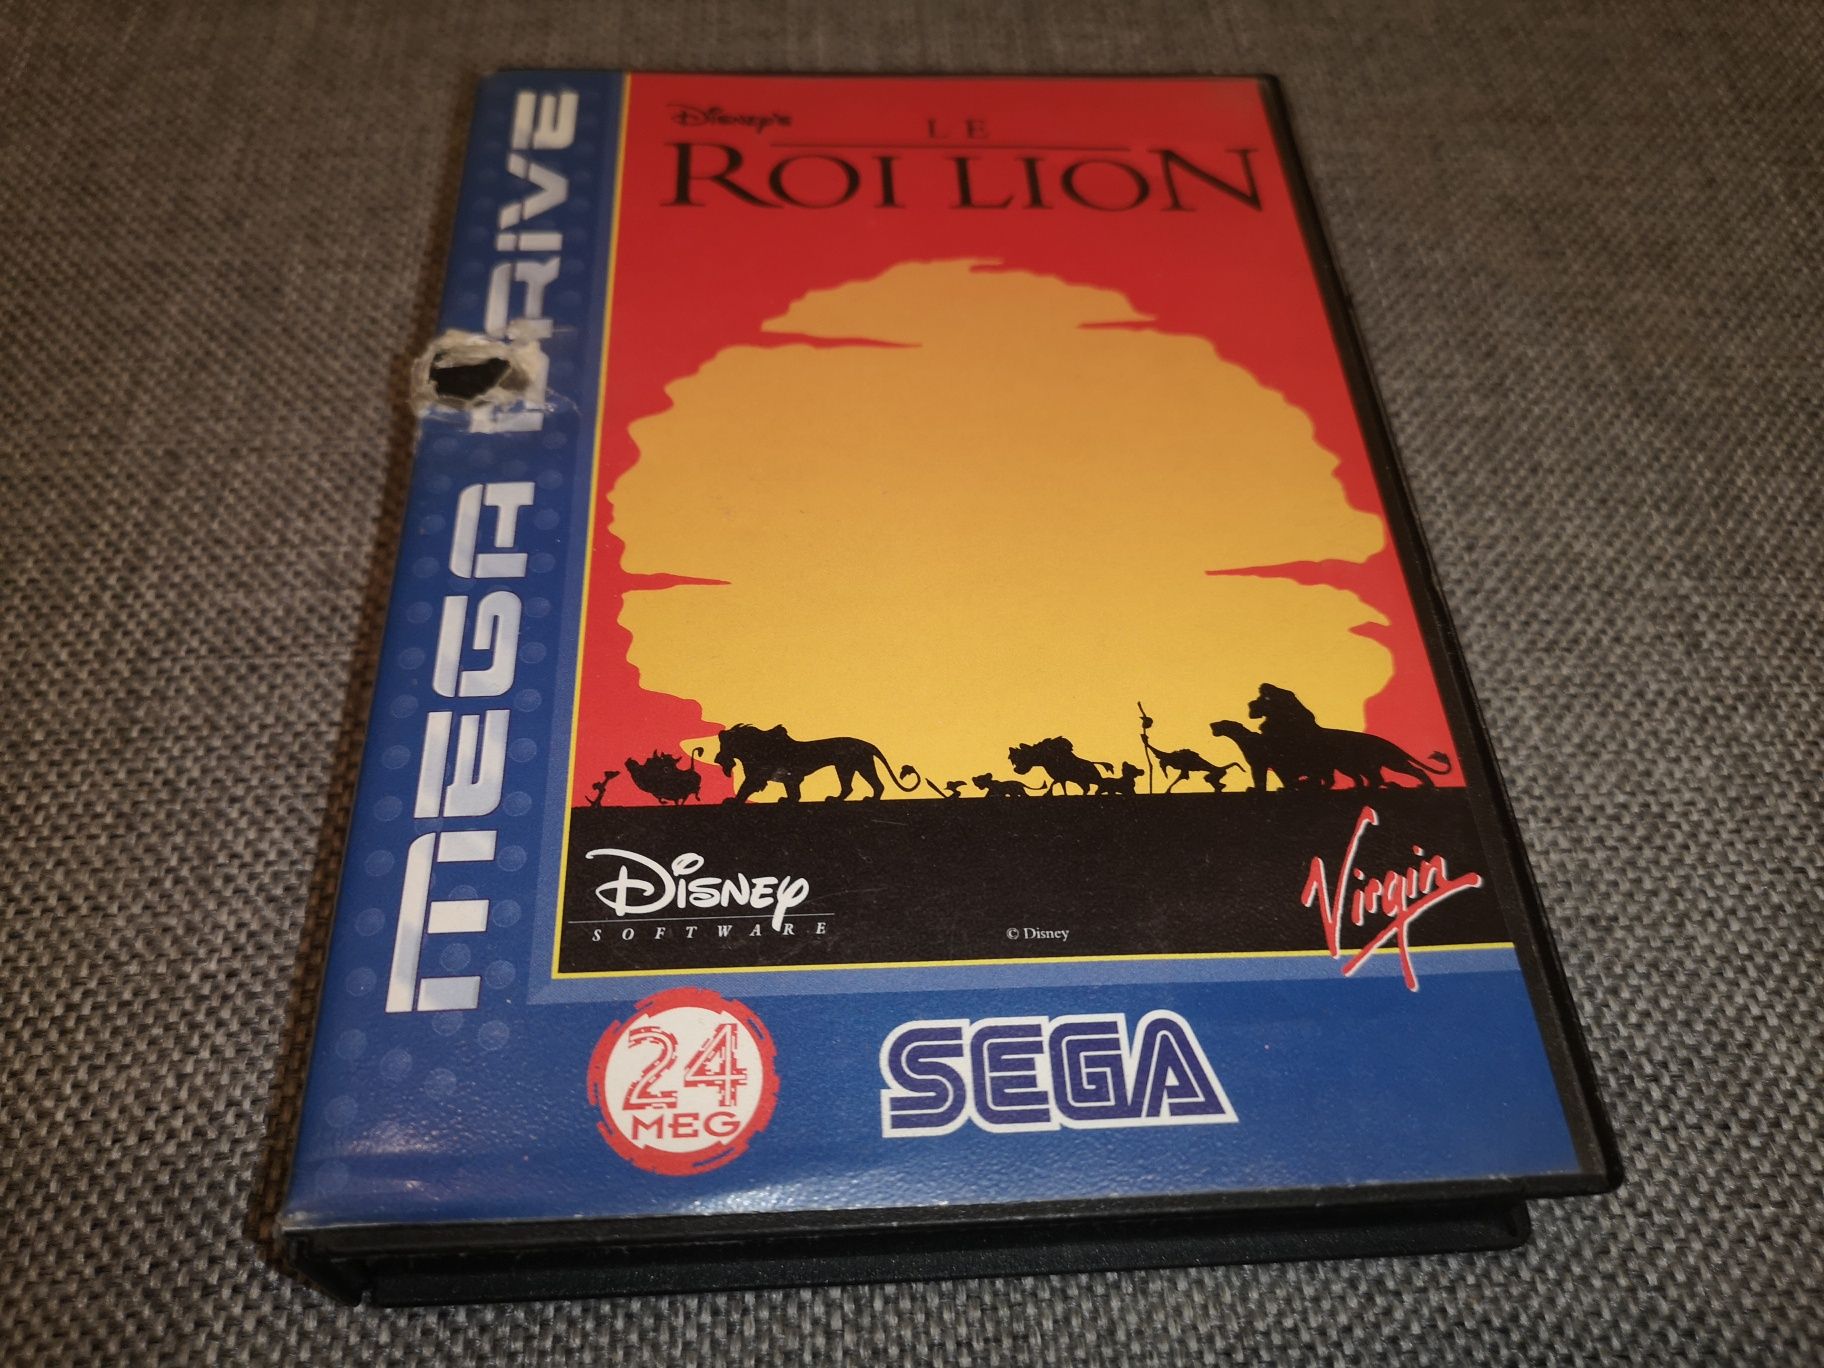 MEGA DRIVE
Disney's
LE
ROI LION
Disney
SOFTWARE
© Disney
Virgin
24
MEG
SEGA